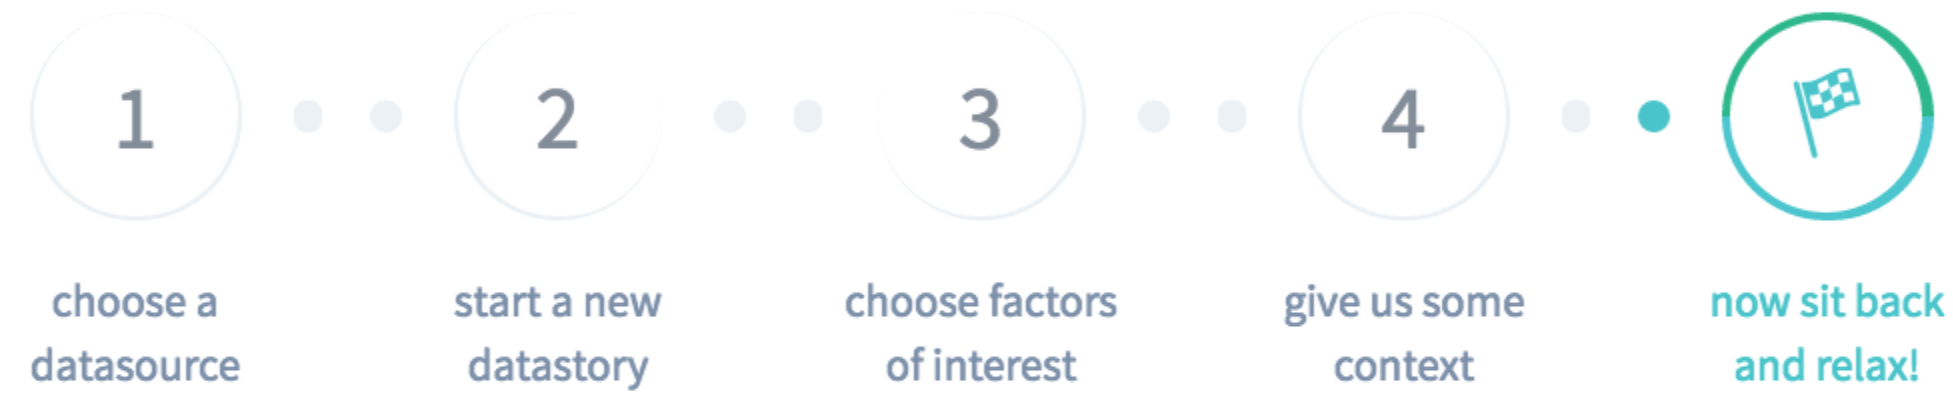 1
2
3
4
choose a
datasource
start a new
datastory
choose factors
of interest
give us some
context
now sit back
and relax!